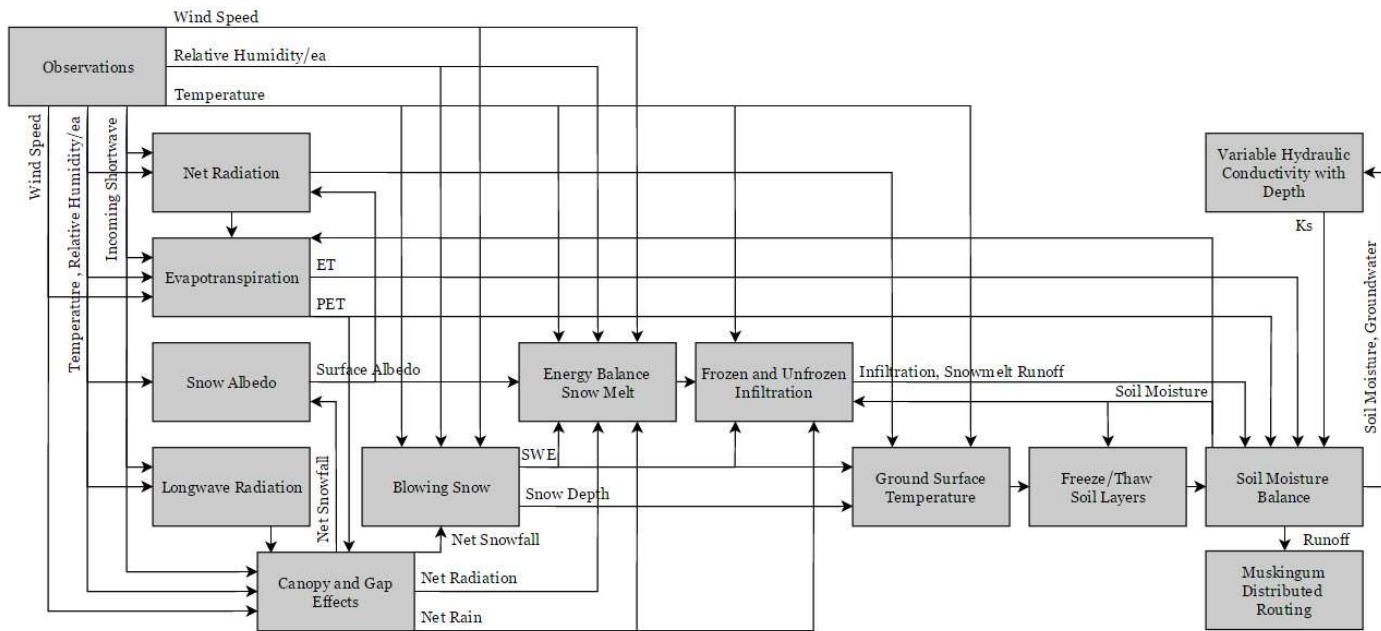 Wind Speed
Observations
Relative Humidity/ea
Temperature
Wind Speed
Temperature , Relative Humidity/ea
Incoming Shortwave
Net Radiation
Variable Hydraulic
Conductivity with
Depth
Ks
Evapotranspiration
ET
PET
Soil Moisture, Groundwater
Snow Albedo
Surface Albedo
Energy Balance
Snow Melt
Frozen and Unfrozen
Infiltration
Infiltration, Snowmelt Runoff
Soil Moisture
Longwave Radiation
Net Snowfall
Blowing Snow
SWE
Snow Depth
Ground Surface
Temperature
Freeze/Thaw
Soil Layers
Soil Moisture
Balance
Net Snowfall
Runoff
Canopy and Gap
Effects
Net Radiation
Net Rain
Muskingum
Distributed
Routing